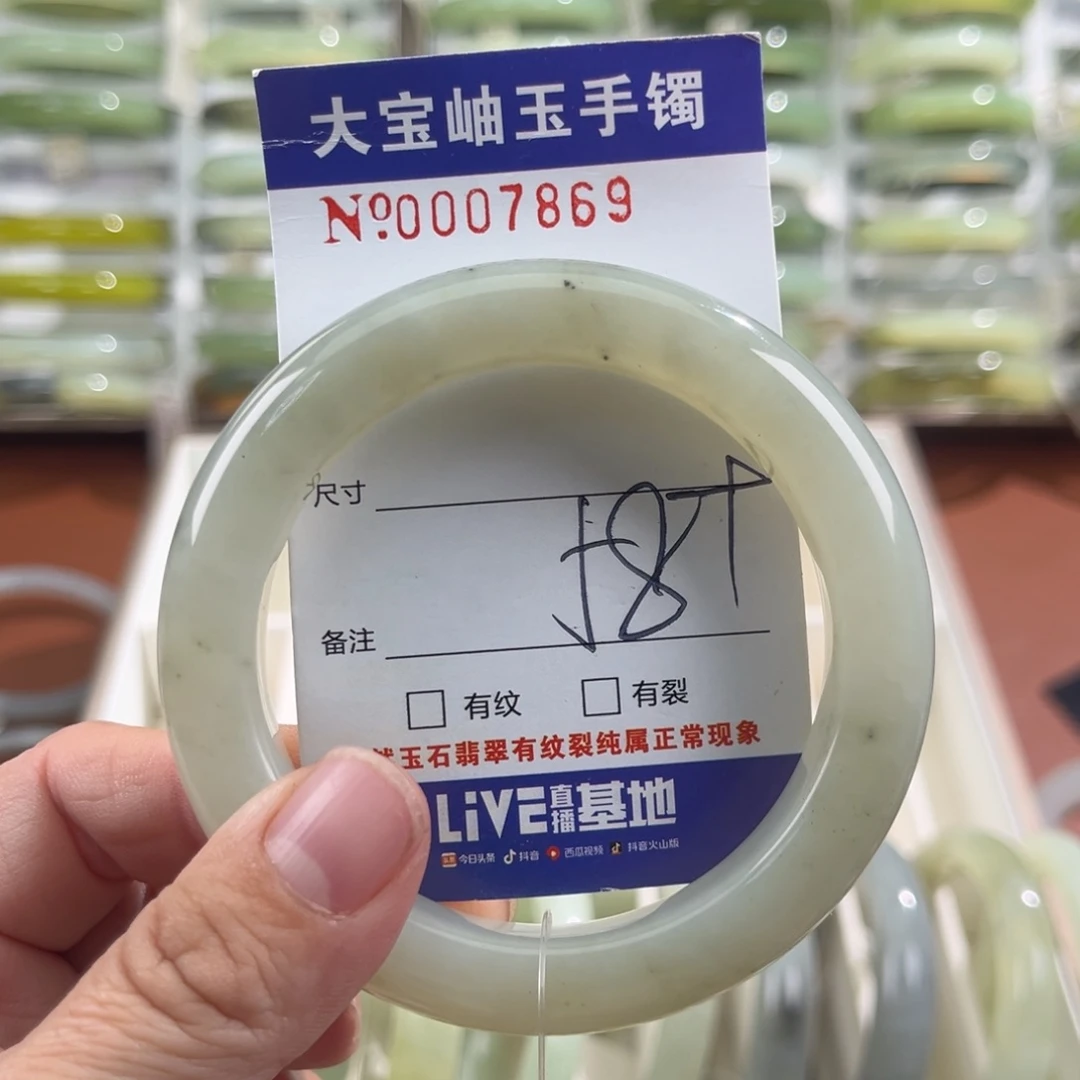 大宝岫玉手镯
Nº0007869
尺寸
备注
有纹 有裂
玉石翡翠有纹裂纯属正常现象
LiVE直播基地
今日头条 抖音 西瓜视频 抖音火山版